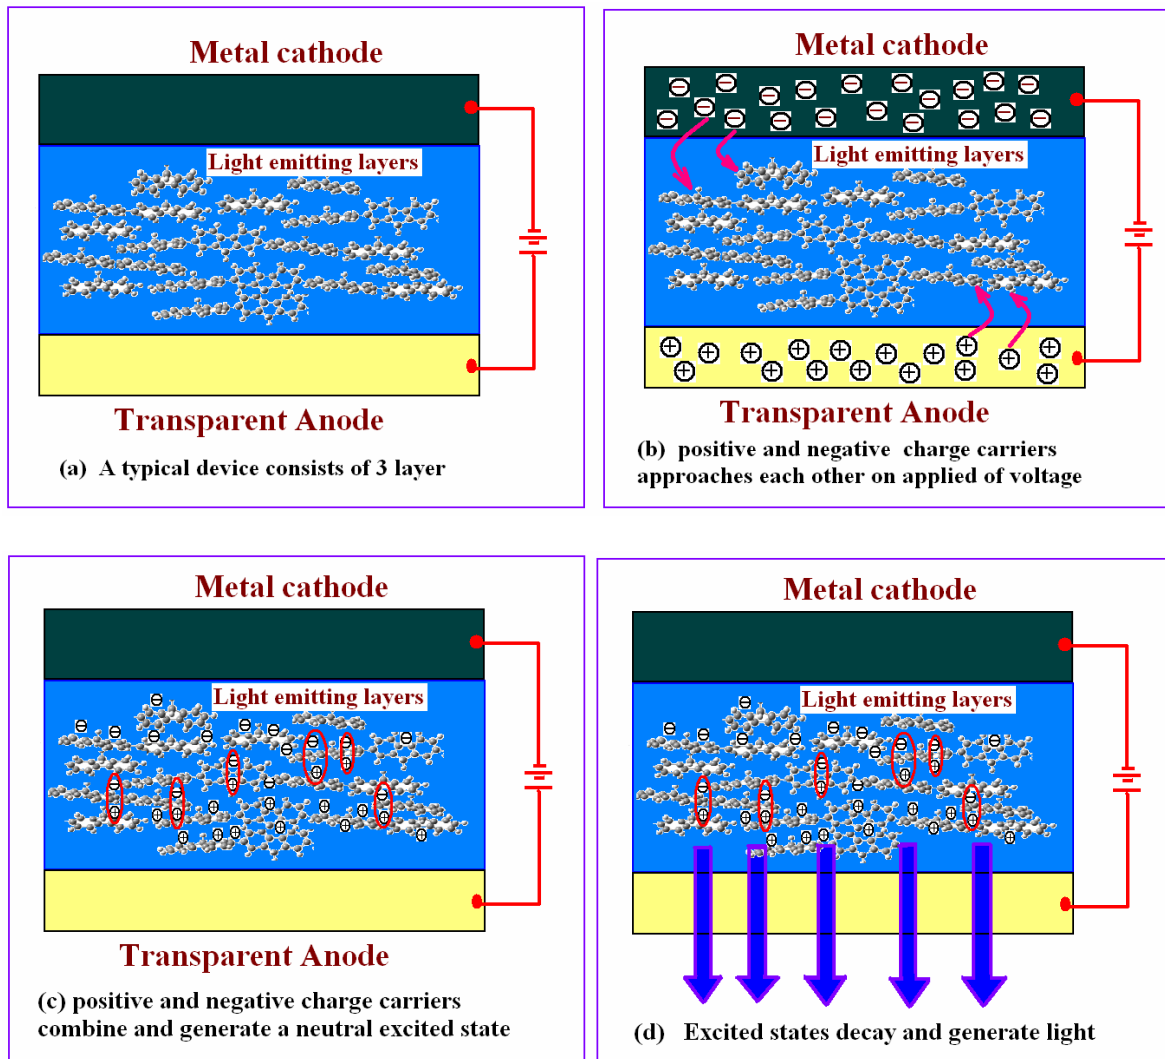 Metal cathode
Light emitting layers
Transparent Anode
(a) A typical device consists of 3 layer
Metal cathode
Light emitting layers
Transparent Anode
(b) positive and negative charge carriers
approaches each other on applied of voltage
Metal cathode
Light emitting layers
Transparent Anode
(c) positive and negative charge carriers
combine and generate a neutral excited state
Metal cathode
Light emitting layers
(d) Excited states decay and generate light